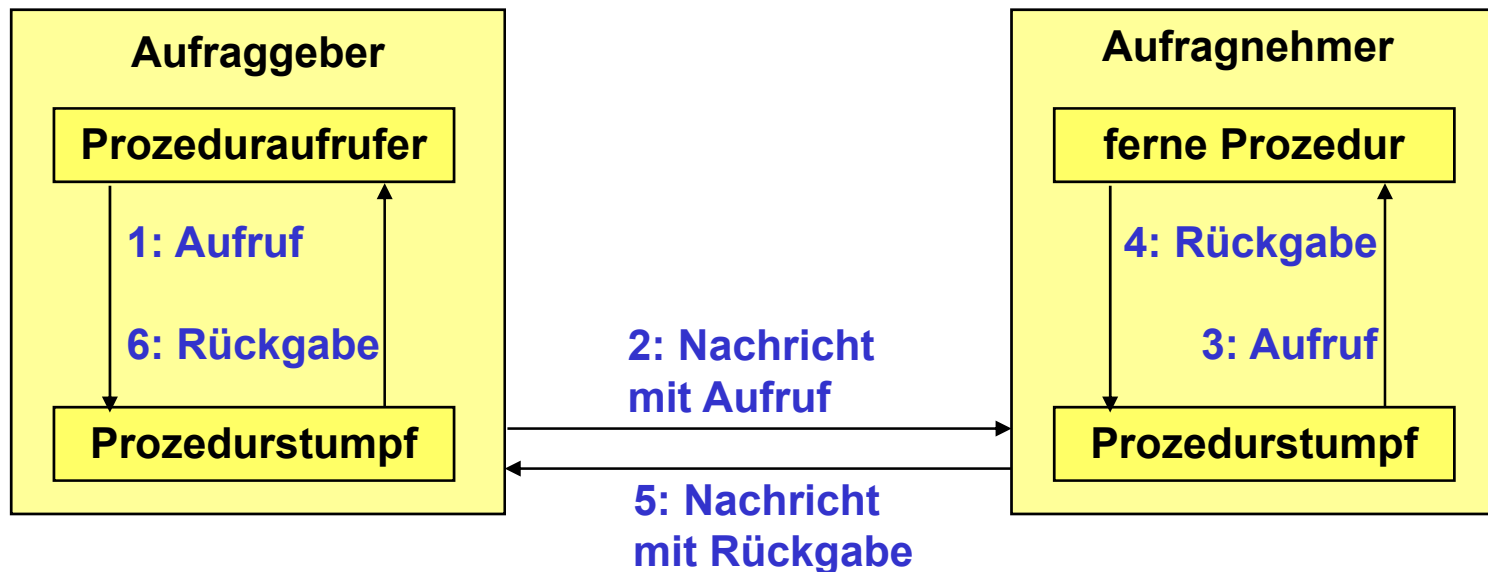 Aufraggeber
Prozeduraufrufer
1: Aufruf
6: Rückgabe
Prozedurstumpf
2: Nachricht
mit Aufruf
5: Nachricht
mit Rückgabe
Aufragnehmer
ferne Prozedur
4: Rückgabe
3: Aufruf
Prozedurstumpf